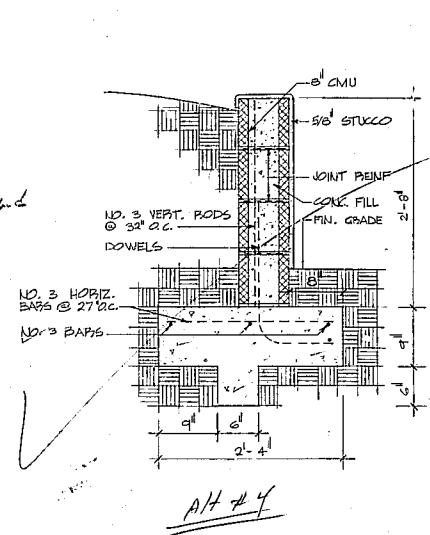 8" CMU
5/8" STUCCO
JOINT REINF
CONC. FILL
FIN. GRADE
NO. 3 VERT. RODS
@ 32" O.C.
DOWELS
2'-8"
8"
NO. 3 HORIZ.
BARS @ 27" O.C.
NO. 3 BARS
9"
6"
9"
6"
2'-4"
Alt # 4